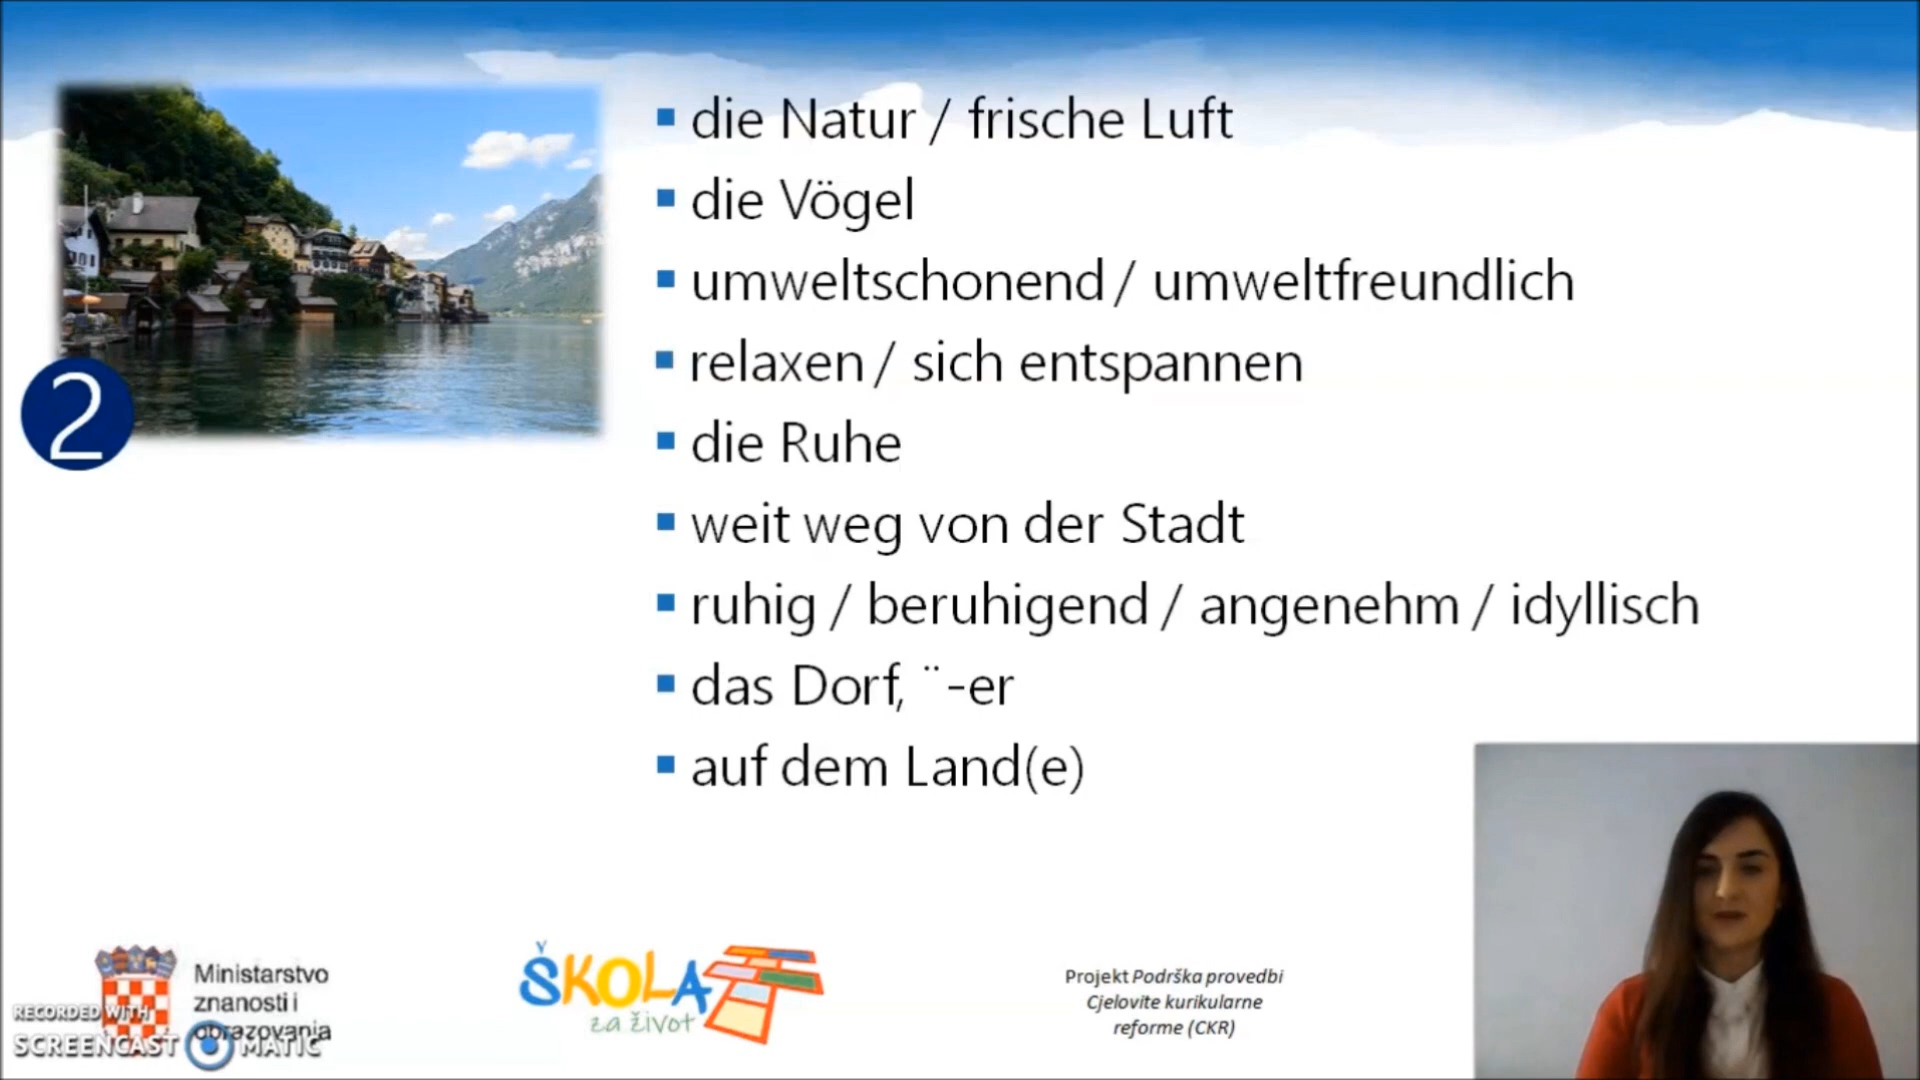 die Natur / frische Luft
die Vögel
umweltschonend / umweltfreundlich
relaxen / sich entspannen
2
die Ruhe
weit weg von der Stadt
ruhig / beruhigend / angenehm / idyllisch
das Dorf, ¨-er
auf dem Land(e)
Ministarstvo
znanosti i
obrazovanja
RECORDED WITH
SCREENCAST MATIC
ŠKOLA
za život
Projekt Podrška provedbi
Cjelovite kurikularne
reforme (CKR)